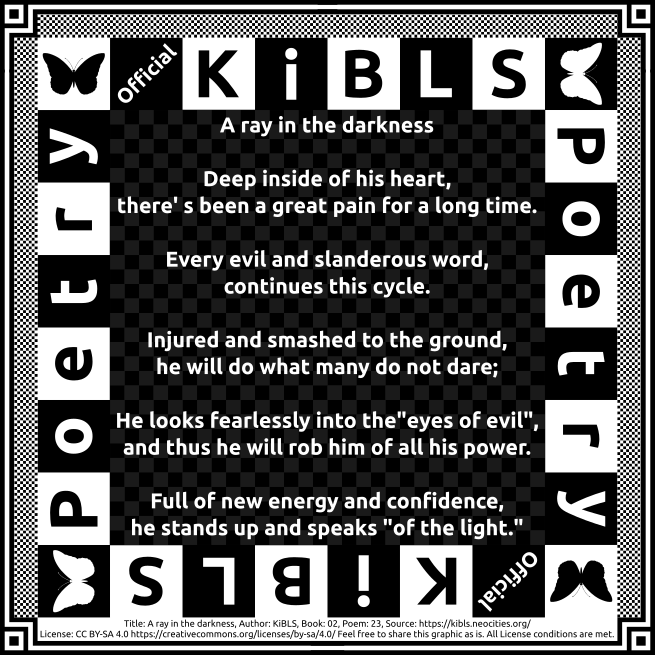 Official KiBLS
Poetry
Poetry
A ray in the darkness
Deep inside of his heart,
there' s been a great pain for a long time.
Every evil and slanderous word,
continues this cycle.
Injured and smashed to the ground,
he will do what many do not dare;
He looks fearlessly into the"eyes of evil",
and thus he will rob him of all his power.
Full of new energy and confidence,
he stands up and speaks "of the light."
Official KiBLS
Title: A ray in the darkness, Author: KiBLS, Book: 02, Poem: 23, Source: https://kibls.neocities.org/
License: CC BY-SA 4.0 https://creativecommons.org/licenses/by-sa/4.0/ Feel free to share this graphic as is. All License conditions are met.